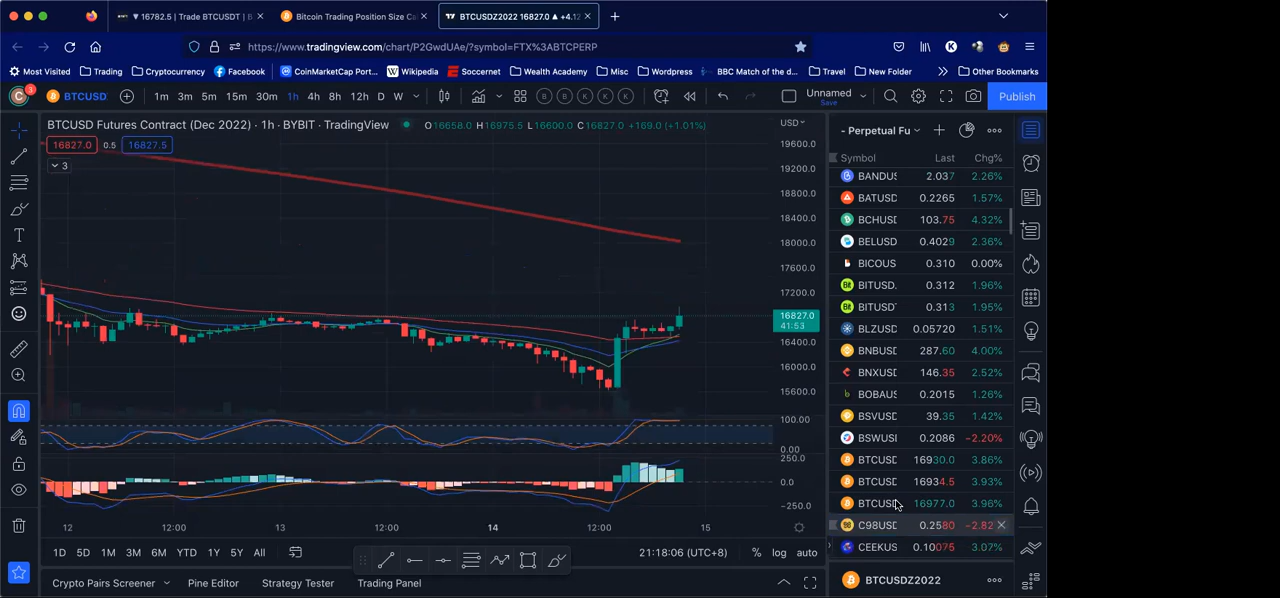 16782.5 | Trade BTCUSDT | B
Bitcoin Trading Position Size Ca
BTCUSDZ2022 16827.0 ▲ +4.12
https://www.tradingview.com/chart/P2GwdUAe/?symbol=FTX%3ABTCPERP
Most Visited Trading Cryptocurrency Facebook CoinMarketCap Port... Wikipedia Soccernet Wealth Academy Misc Wordpress BBC Match of the d... Travel New Folder Other Bookmarks
C 3 BTCUSD 1m 3m 5m 15m 30m 1h 4h 8h 12h D W B B K K K Unnamed Save Publish
BTCUSD Futures Contract (Dec 2022) · 1h · BYBIT · TradingView O16658.0 H16975.5 L16600.0 C16827.0 +169.0 (+1.01%) USD
16827.0 0.5 16827.5
3
19600.0
19200.0
18800.0
18400.0
18000.0
17600.0
17200.0
16827.0
41:53
16400.0
16000.0
15600.0
100.00
0.00
250.0
0.0
−250.0
12 12:00 13 12:00 14 12:00 15
- Perpetual Fu
Symbol Last Chg%
BANDUS 2.037 2.26%
BATUSD 0.2265 1.57%
BCHUSD 103.75 4.32%
BELUSD 0.4029 2.36%
BICOUS 0.310 0.00%
BITUSD. 0.312 1.96%
BITUSD 0.313 1.95%
BLZUSD 0.05720 1.51%
BNBUSD 287.60 4.00%
BNXUSD 146.35 2.52%
BOBAUS 0.2015 1.26%
BSVUSD 39.35 1.42%
BSWUSI 0.2086 −2.20%
BTCUSD 16930.0 3.86%
BTCUSD 16934.5 3.93%
BTCUSD 16977.0 3.96%
C98USD 0.2580 −2.82
CEEKUS 0.10075 3.07%
1D 5D 1M 3M 6M YTD 1Y 5Y All 21:18:06 (UTC+8) % log auto
BTCUSDZ2022
Crypto Pairs Screener Pine Editor Strategy Tester Trading Panel